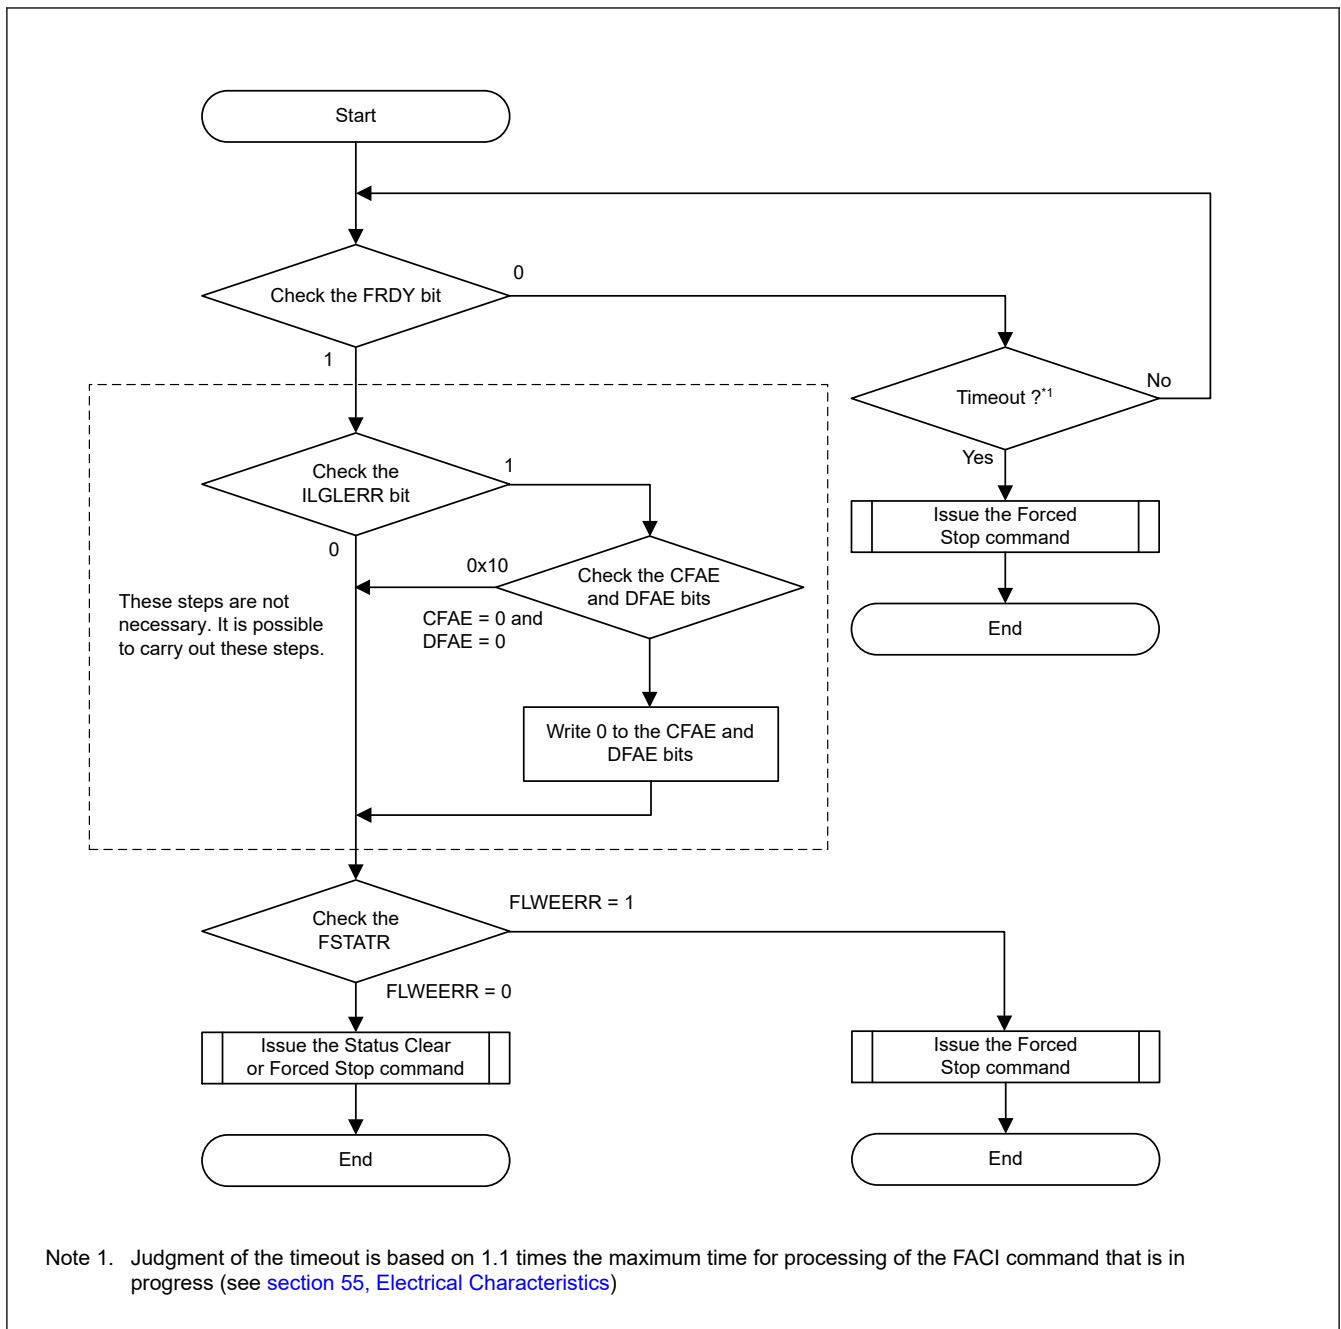 Start
Check the FRDY bit
0
1
Timeout ?*1
No
Yes
Issue the Forced
Stop command
End
Check the
ILGLERR bit
1
0
Check the CFAE
and DFAE bits
0x10
CFAE = 0 and
DFAE = 0
These steps are not
necessary. It is possible
to carry out these steps.
Write 0 to the CFAE and
DFAE bits
Check the
FSTATR
FLWEERR = 1
FLWEERR = 0
Issue the Status Clear
or Forced Stop command
End
Issue the Forced
Stop command
End
Note 1. Judgment of the timeout is based on 1.1 times the maximum time for processing of the FACI command that is in
progress (see section 55, Electrical Characteristics)